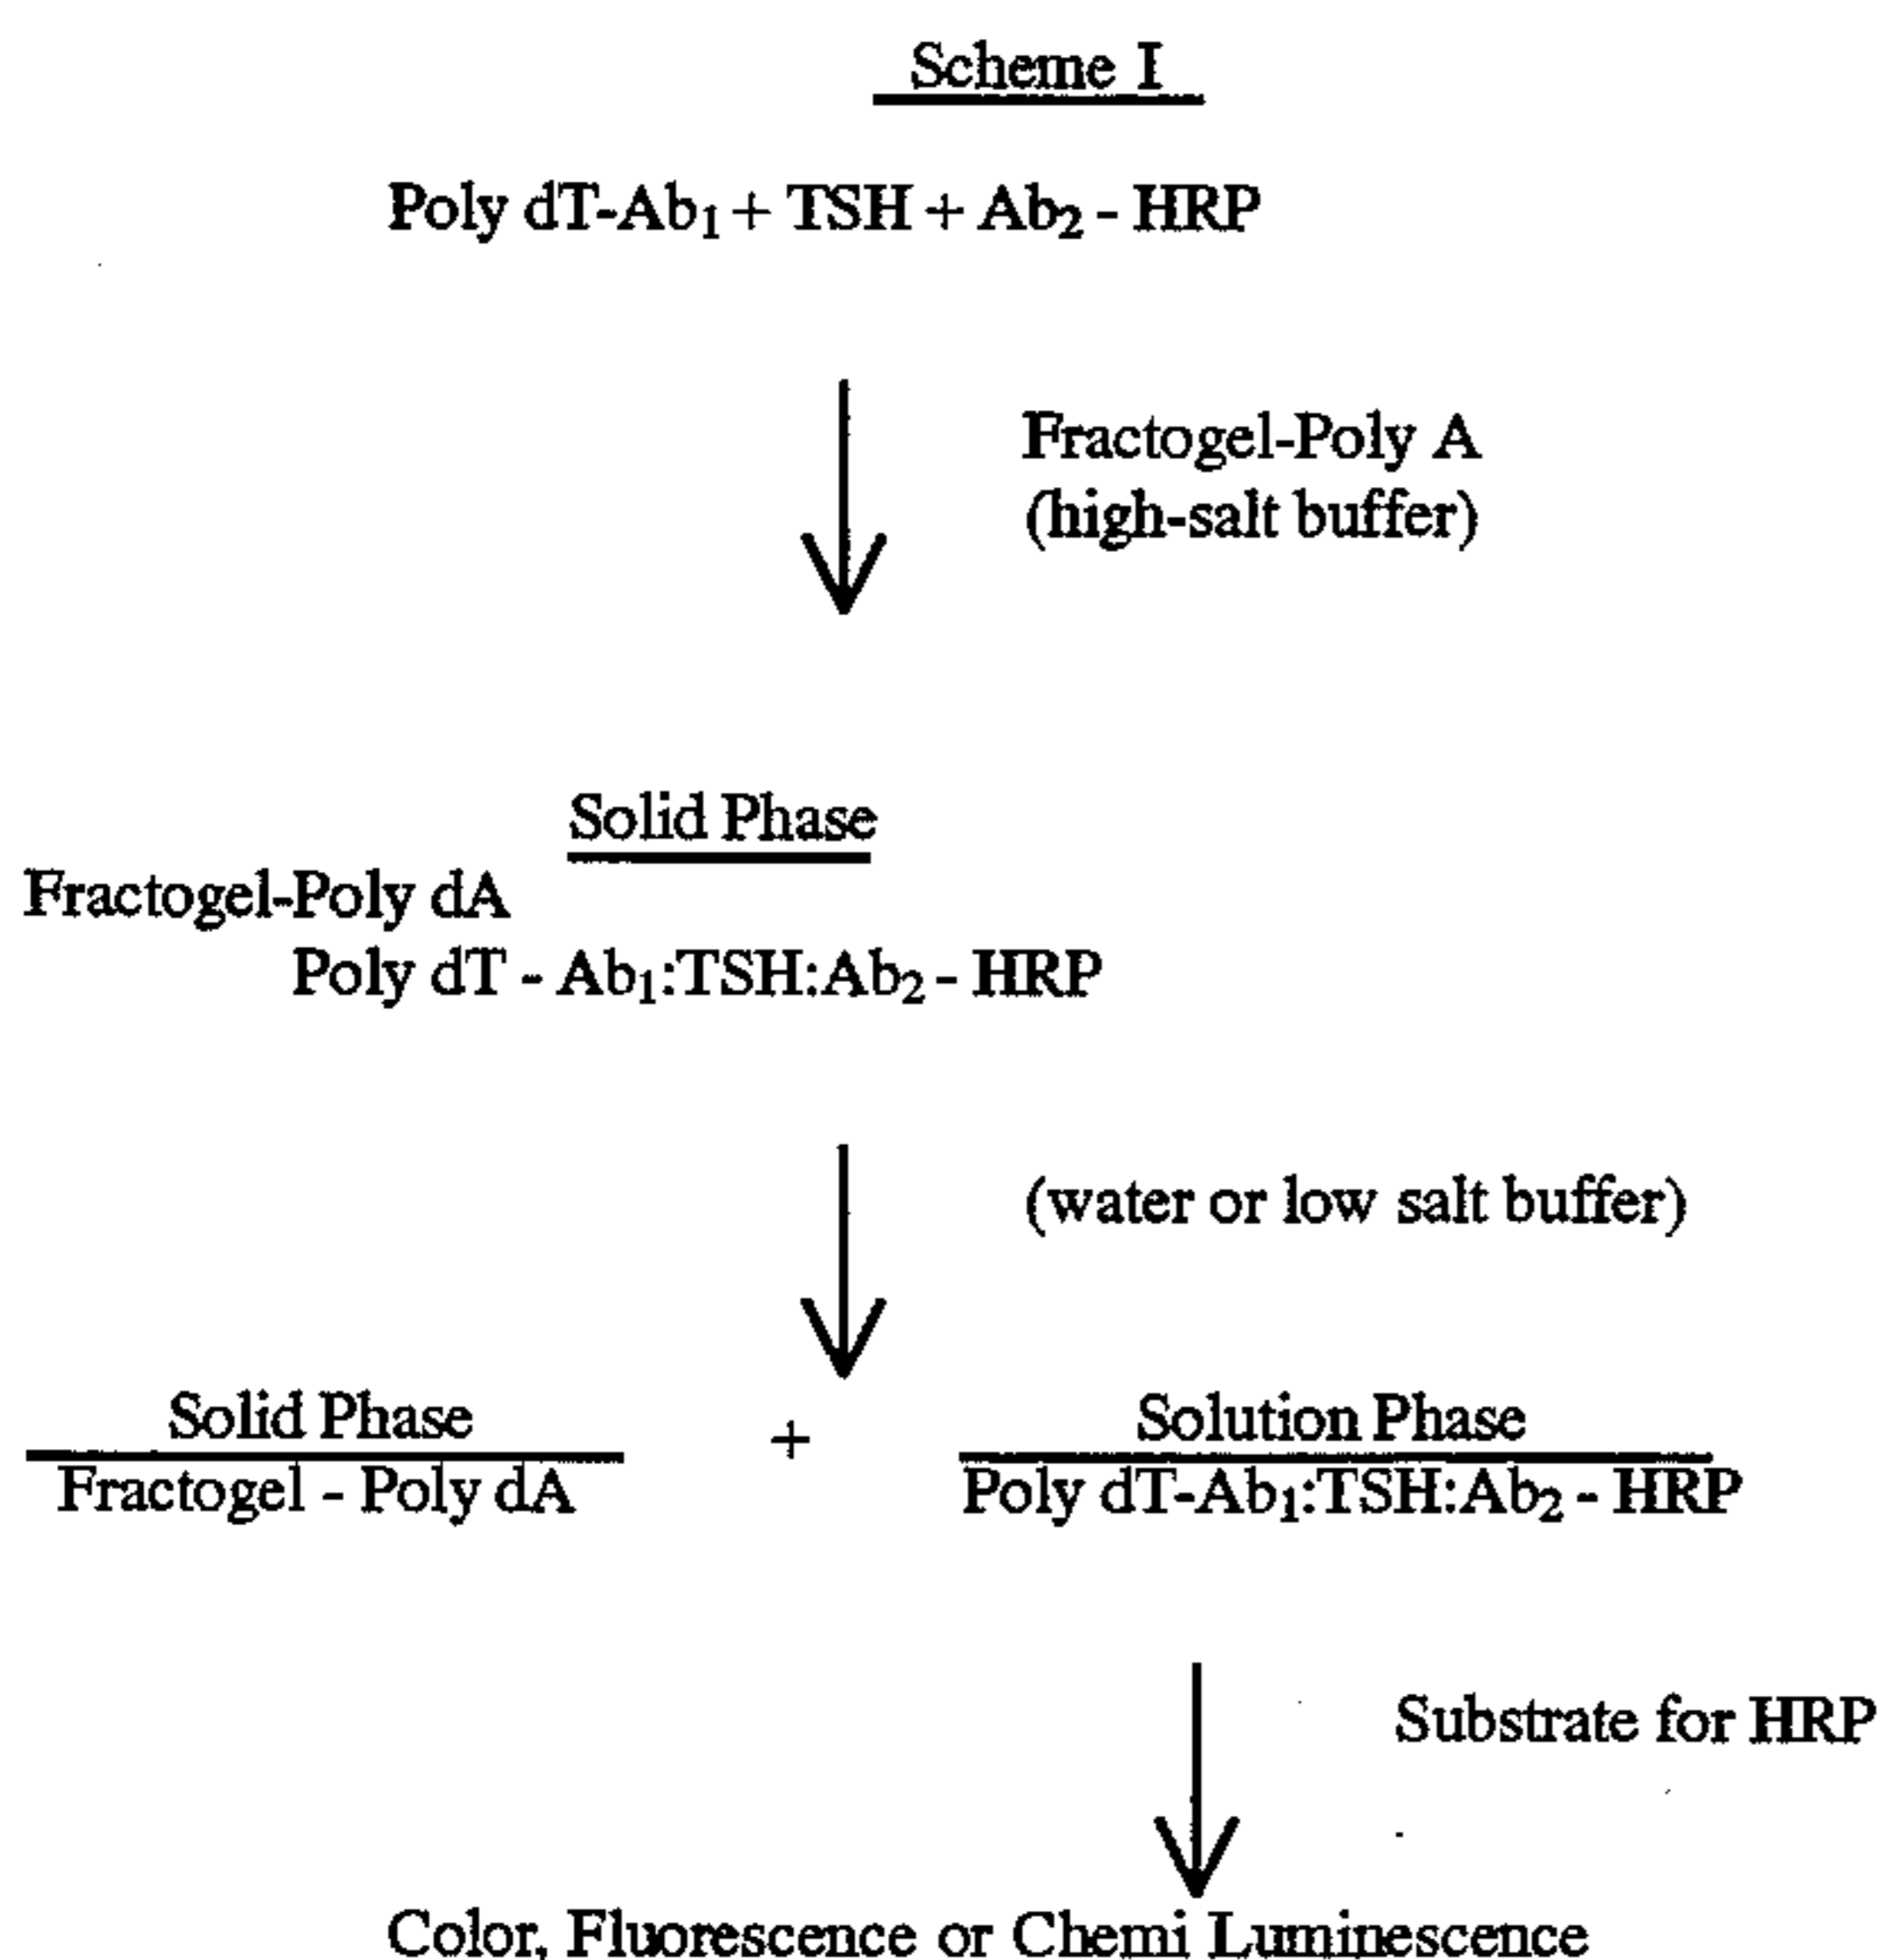 Scheme I
Poly dT-Ab₁ + TSH + Ab₂ - HRP
Fractogel-Poly A
(high-salt buffer)
Solid Phase
Fractogel-Poly dA
Poly dT - Ab₁:TSH:Ab₂ - HRP
(water or low salt buffer)
Solid Phase + Solution Phase
Fractogel - Poly dA Poly dT-Ab₁:TSH:Ab₂ - HRP
Substrate for HRP
Color, Fluorescence or Chemi Luminescence